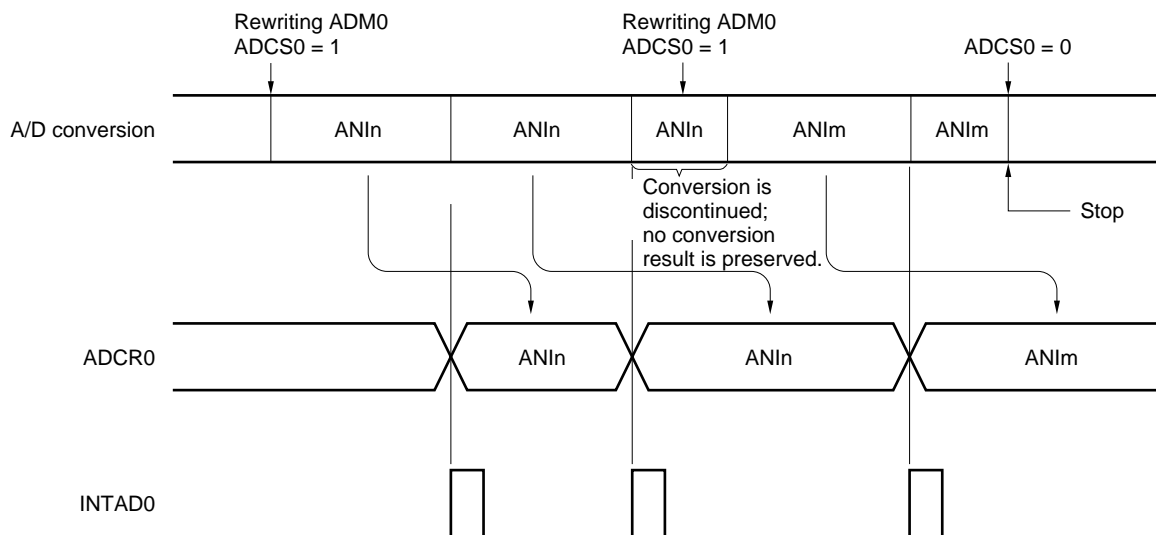 Rewriting ADM0
ADCS0 = 1
Rewriting ADM0
ADCS0 = 1
ADCS0 = 0
A/D conversion
ANIn
ANIn
ANIn
ANIm
ANIm
Conversion is
discontinued;
no conversion
result is preserved.
Stop
ADCR0
ANIn
ANIn
ANIm
INTAD0